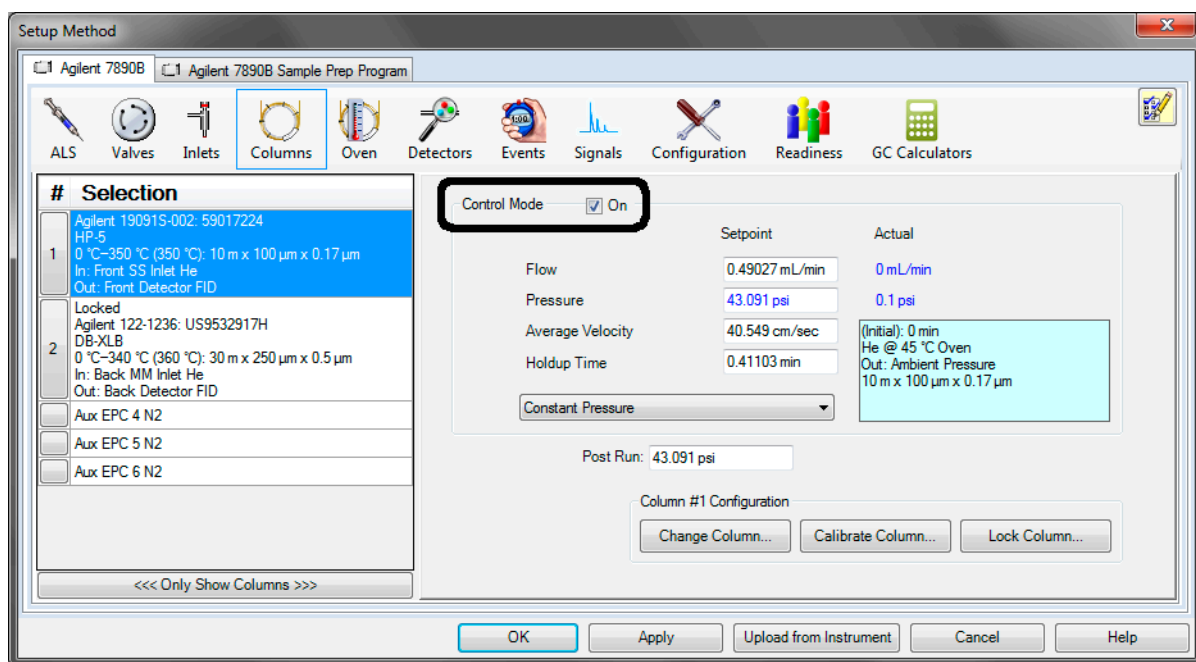 Setup Method
Agilent 7890B
Agilent 7890B Sample Prep Program
ALS
Valves
Inlets
Columns
Oven
Detectors
Events
Signals
Configuration
Readiness
GC Calculators
# Selection
1
Agilent 19091S-002: 59017224
HP-5
0 °C–350 °C (350 °C): 10 m x 100 µm x 0.17 µm
In: Front SS Inlet He
Out: Front Detector FID
2
Locked
Agilent 122-1236: US9532917H
DB-XLB
0 °C–340 °C (360 °C): 30 m x 250 µm x 0.5 µm
In: Back MM Inlet He
Out: Back Detector FID
Aux EPC 4 N2
Aux EPC 5 N2
Aux EPC 6 N2
<<< Only Show Columns >>>
Control Mode On
Setpoint Actual
Flow 0.49027 mL/min 0 mL/min
Pressure 43.091 psi 0.1 psi
Average Velocity 40.549 cm/sec
Holdup Time 0.41103 min
(Initial): 0 min
He @ 45 °C Oven
Out: Ambient Pressure
10 m x 100 µm x 0.17 µm
Constant Pressure
Post Run: 43.091 psi
Column #1 Configuration
Change Column... Calibrate Column... Lock Column...
OK Apply Upload from Instrument Cancel Help